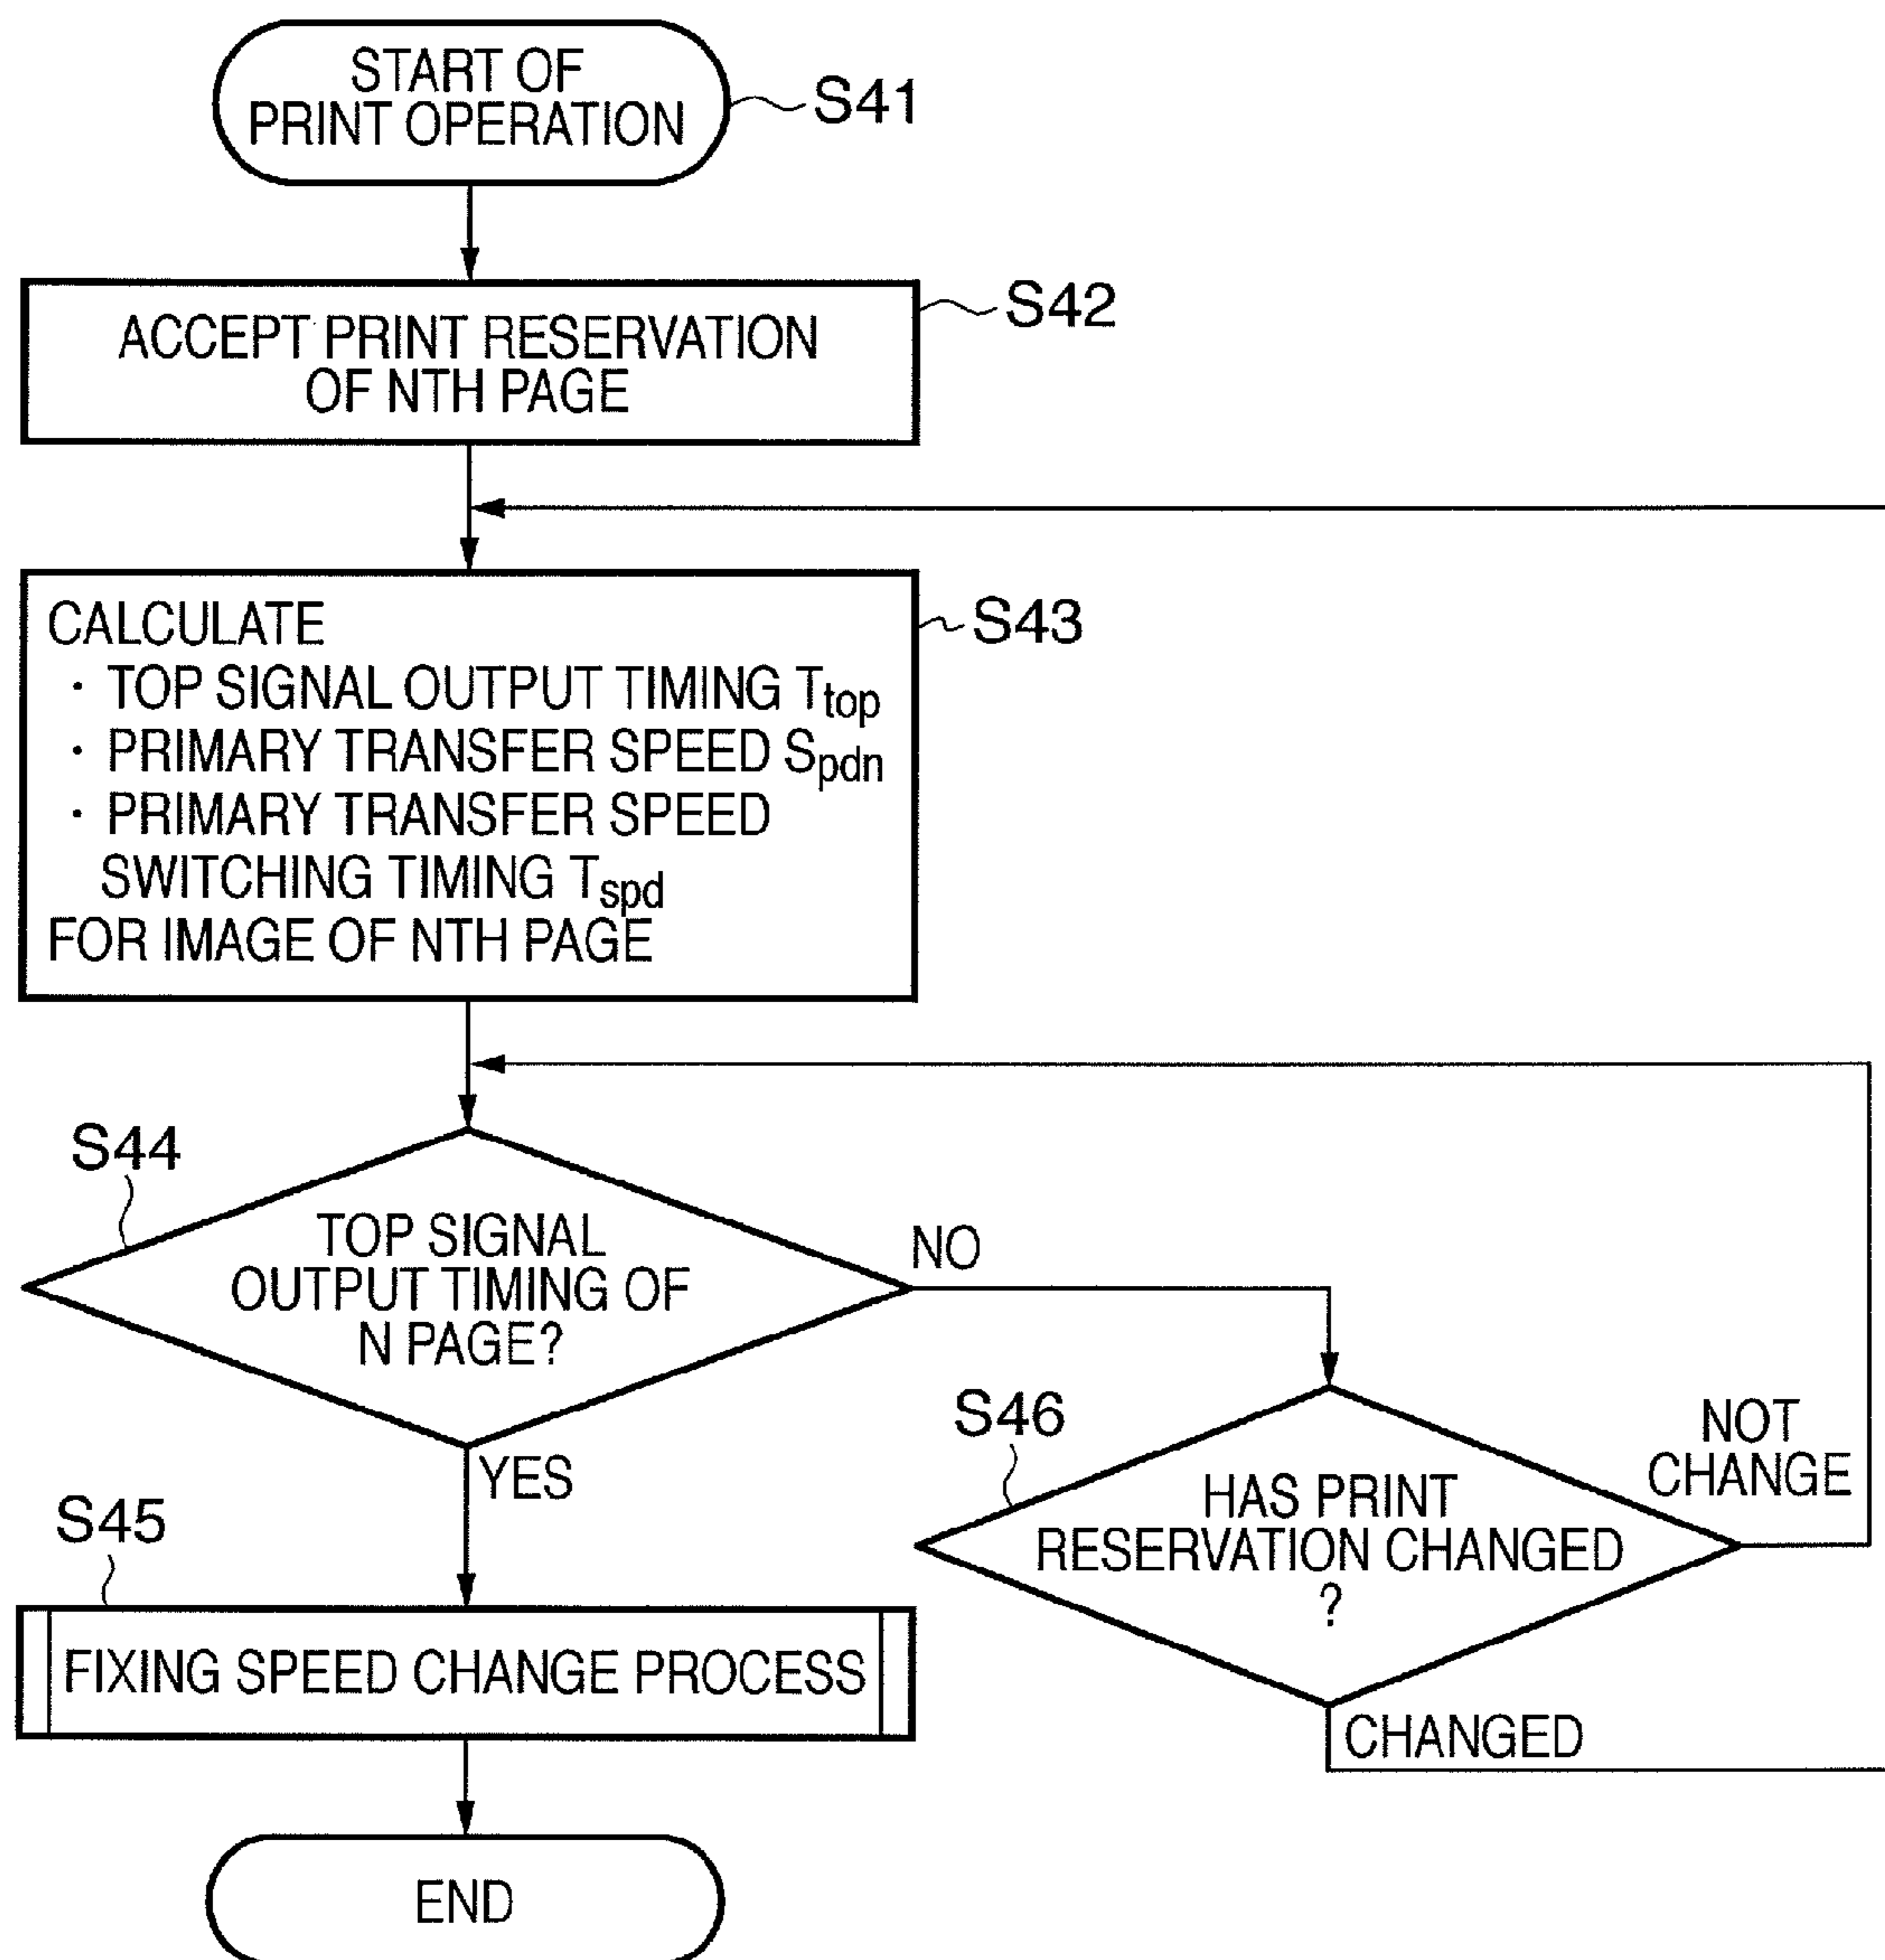 START OF
PRINT OPERATION
S41
ACCEPT PRINT RESERVATION
OF NTH PAGE
S42
CALCULATE
· TOP SIGNAL OUTPUT TIMING Ttop
· PRIMARY TRANSFER SPEED Spdn
· PRIMARY TRANSFER SPEED
SWITCHING TIMING Tspd
FOR IMAGE OF NTH PAGE
S43
S44
TOP SIGNAL
OUTPUT TIMING OF
N PAGE?
NO
YES
S46
HAS PRINT
RESERVATION CHANGED
?
NOT
CHANGE
CHANGED
S45
FIXING SPEED CHANGE PROCESS
END